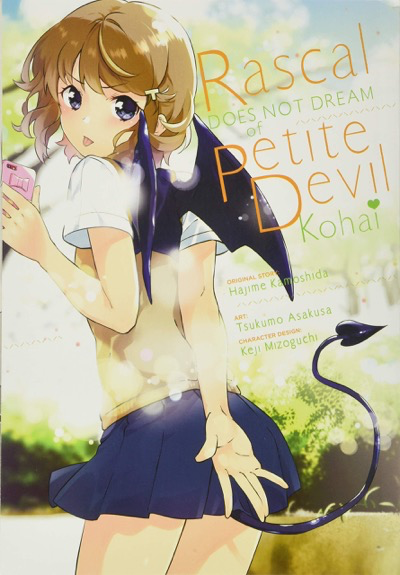 Rascal
DOES NOT DREAM
of
Petite
Devil
Kohai
ORIGINAL STORY:
Hajime Kamoshida
ART:
Tsukumo Asakusa
CHARACTER DESIGN:
Keji Mizoguchi